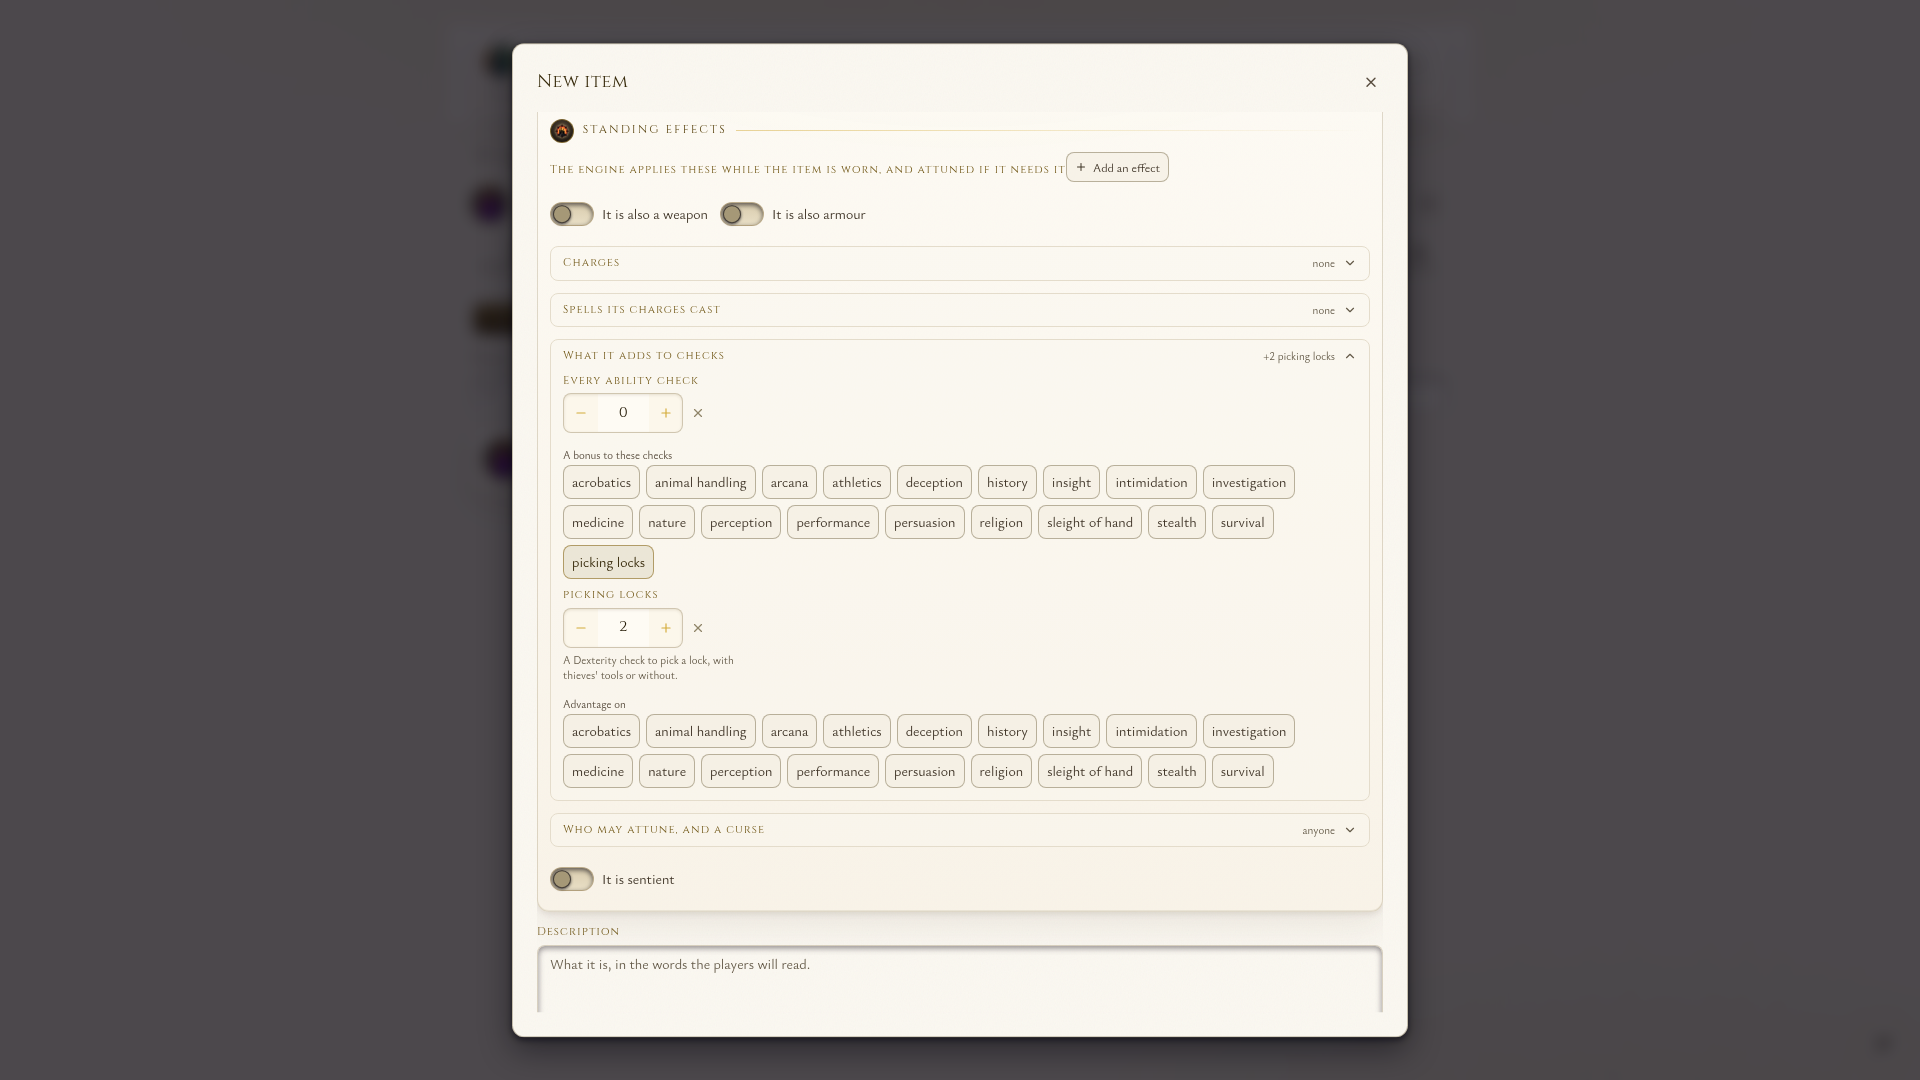 New item
Standing effects
The engine applies these while the item is worn, and attuned if it needs it
Add an effect
It is also a weapon
It is also armour
Charges
none
Spells its charges cast
none
What it adds to checks
+2 picking locks
Every ability check
0
A bonus to these checks
acrobatics animal handling arcana athletics deception history insight intimidation investigation
medicine nature perception performance persuasion religion sleight of hand stealth survival
picking locks
picking locks
2
A Dexterity check to pick a lock, with
thieves' tools or without.
Advantage on
acrobatics animal handling arcana athletics deception history insight intimidation investigation
medicine nature perception performance persuasion religion sleight of hand stealth survival
Who may attune, and a curse
anyone
It is sentient
Description
What it is, in the words the players will read.